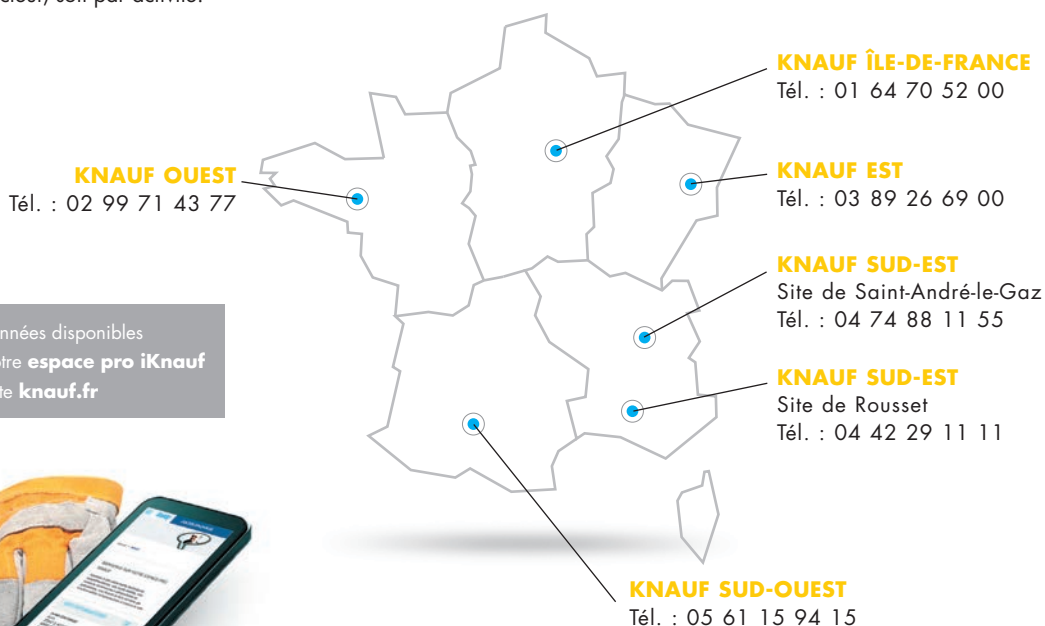 soit par activité.
KNAUF ÎLE-DE-FRANCE
Tél. : 01 64 70 52 00
KNAUF OUEST
Tél. : 02 99 71 43 77
KNAUF EST
Tél. : 03 89 26 69 00
KNAUF SUD-EST
Site de Saint-André-le-Gaz
Tél. : 04 74 88 11 55
disponibles
espace pro iKnauf
knauf.fr
KNAUF SUD-EST
Site de Rousset
Tél. : 04 42 29 11 11
KNAUF SUD-OUEST
Tél. : 05 61 15 94 15